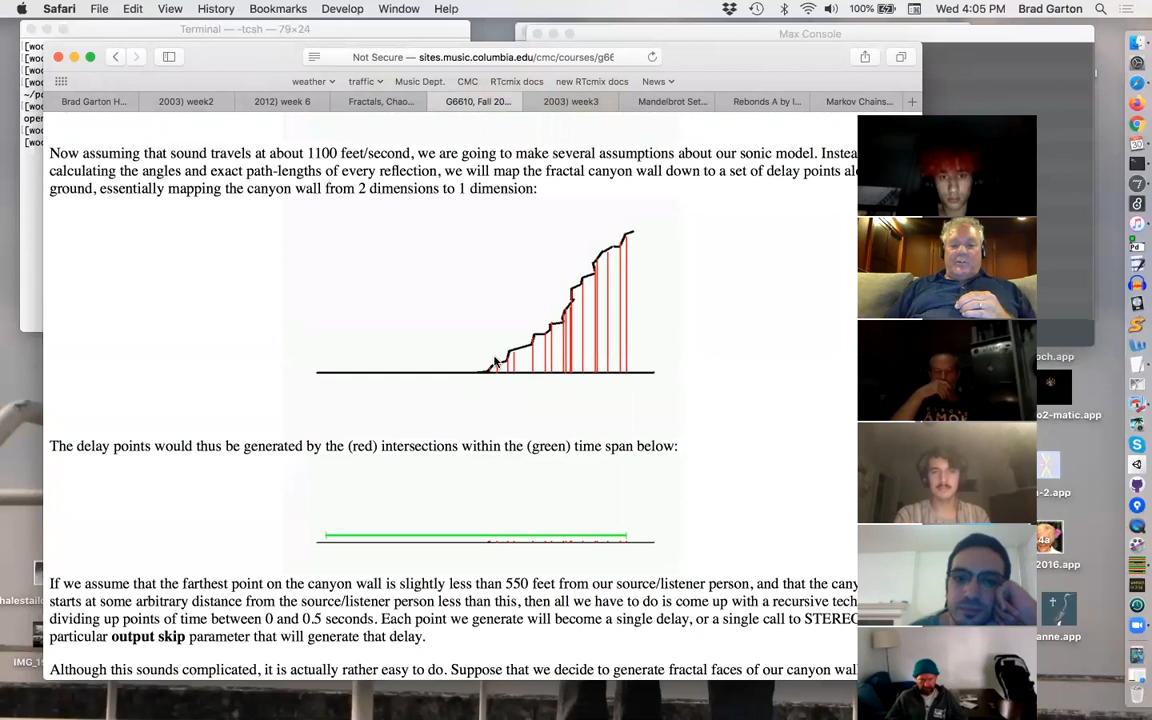 Safari File Edit View History Bookmarks Develop Window Help
100% Wed 4:05 PM Brad Garton
Terminal — -tcsh — 79×24
Max Console
Not Secure — sites.music.columbia.edu/cmc/courses/g66
weather traffic Music Dept. CMC RTcmix docs new RTcmix docs News
Brad Garton H... 2003) week2 2012) week 6 Fractals, Chao... G6610, Fall 20... 2003) week3 Mandelbrot Set... Rebonds A by I... Markov Chains...
Now assuming that sound travels at about 1100 feet/second, we are going to make several assumptions about our sonic model. Instea
calculating the angles and exact path-lengths of every reflection, we will map the fractal canyon wall down to a set of delay points alo
ground, essentially mapping the canyon wall from 2 dimensions to 1 dimension:
The delay points would thus be generated by the (red) intersections within the (green) time span below:
If we assume that the farthest point on the canyon wall is slightly less than 550 feet from our source/listener person, and that the cany
starts at some arbitrary distance from the source/listener person less than this, then all we have to do is come up with a recursive tech
dividing up points of time between 0 and 0.5 seconds. Each point we generate will become a single delay, or a single call to STEREO
particular output skip parameter that will generate that delay.
Although this sounds complicated, it is actually rather easy to do. Suppose that we decide to generate fractal faces of our canyon wal
och.app
o2-matic.app
-2.app
2016.app
anne.app
halestaile
IMG_1